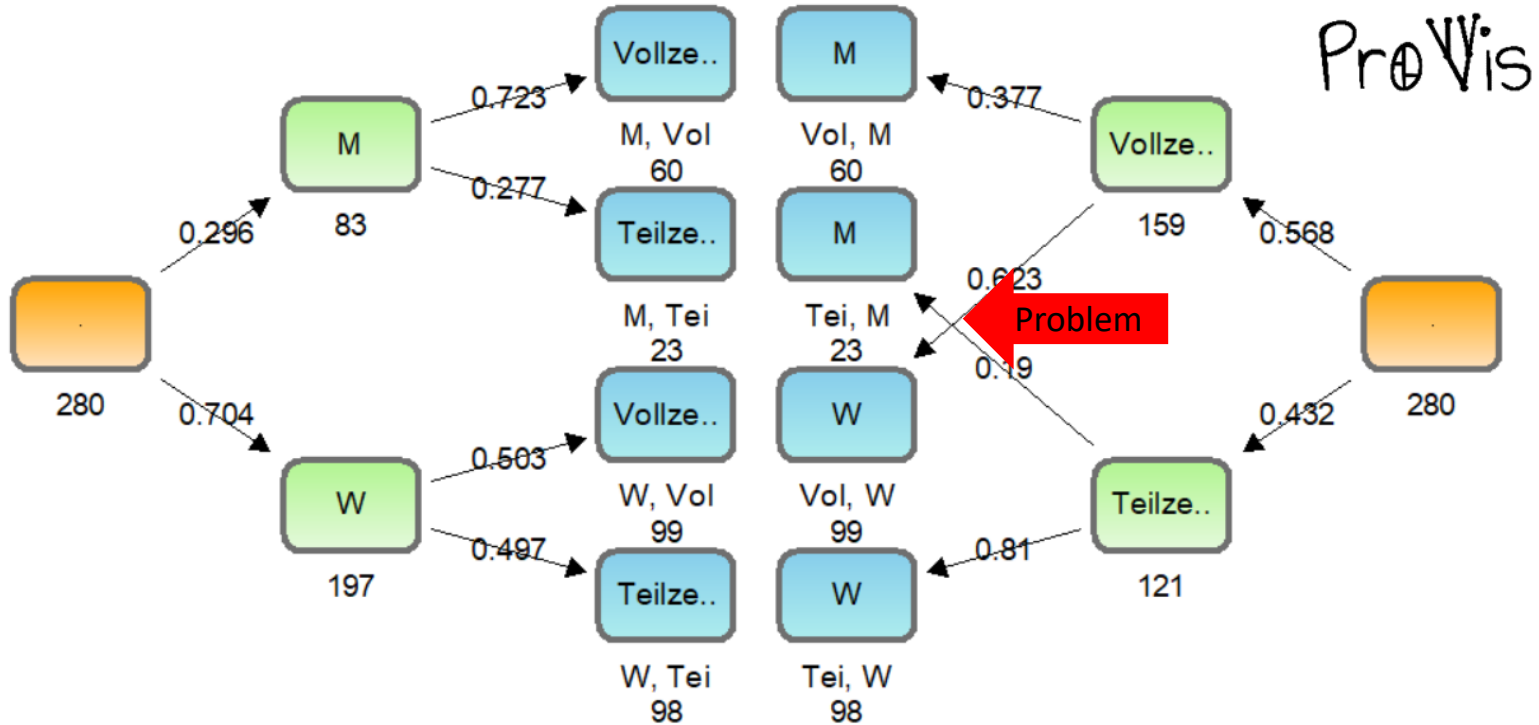 ProVis
Vollze..
M
0.723
0.377
M
M, Vol
60
Vol, M
60
Vollze..
0.277
0.296
83
Teilze..
M
159
0.568
0.623
.
M, Tei
23
Tei, M
23
Problem
.
0.19
280
0.704
Vollze..
W
0.432
280
0.503
W
W, Vol
99
Vol, W
99
Teilze..
0.497
0.81
197
Teilze..
W
121
W, Tei
98
Tei, W
98